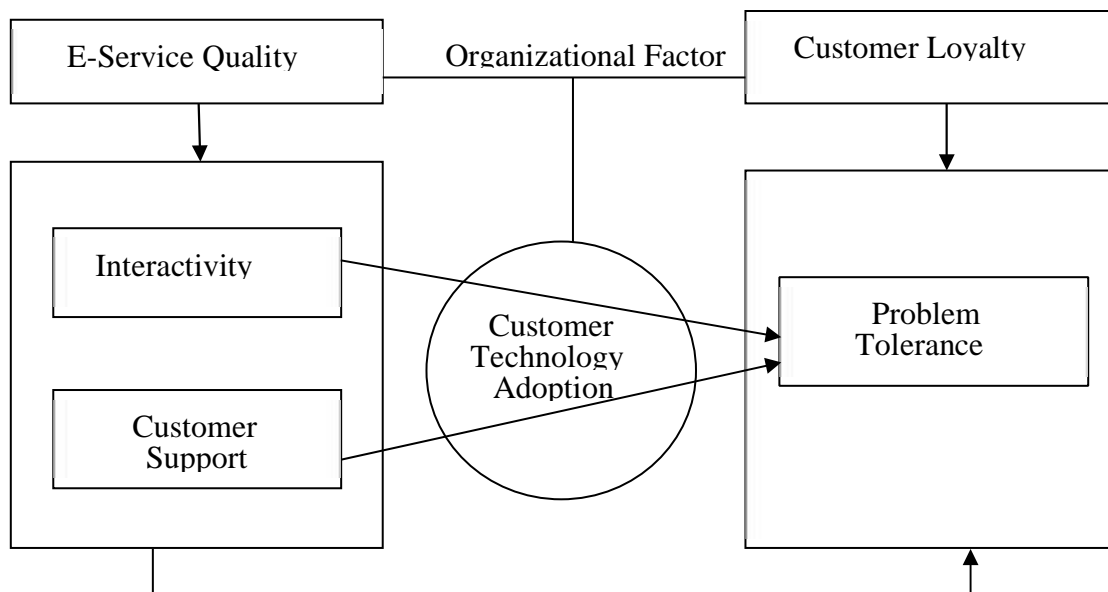 E-Service Quality
Organizational Factor
Customer Loyalty
Interactivity
Customer
Support
Customer
Technology
Adoption
Problem
Tolerance